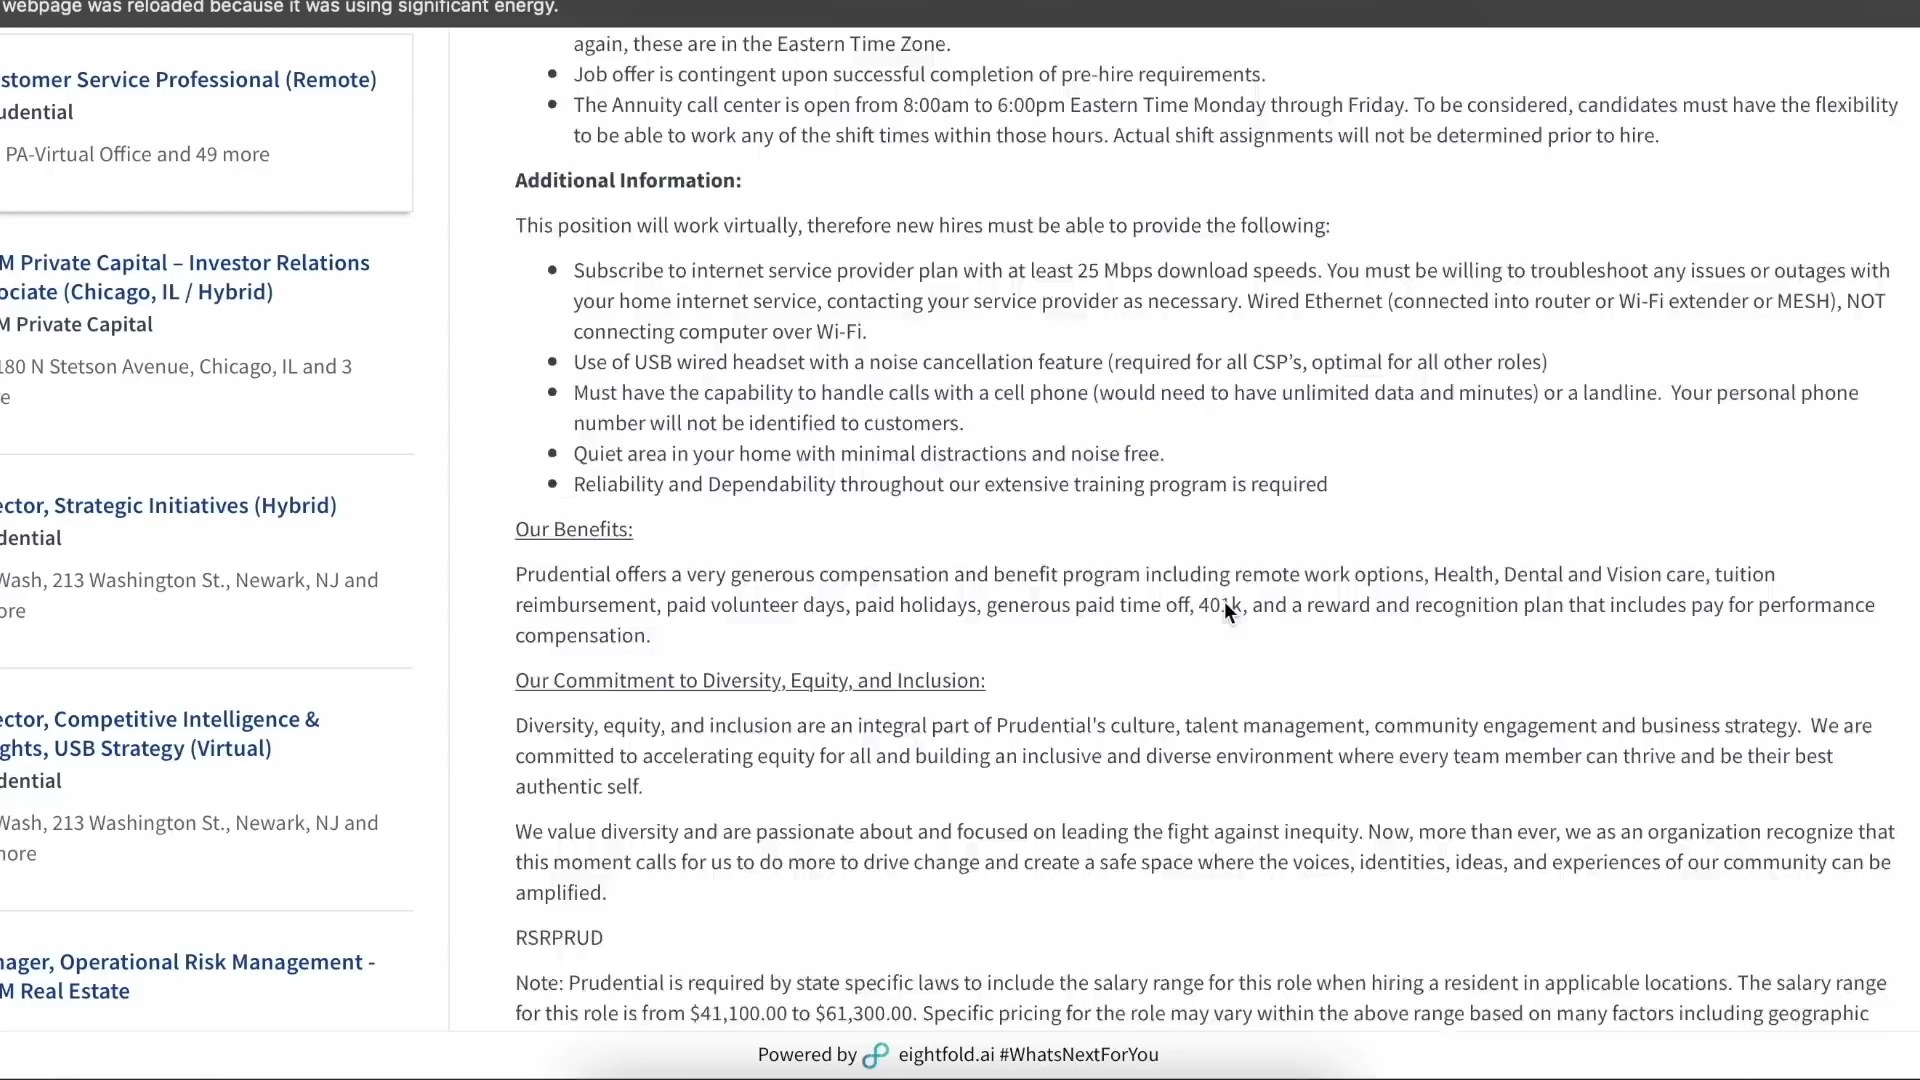 webpage was reloaded because it was using significant energy.
stomer Service Professional (Remote)
udential
PA-Virtual Office and 49 more
M Private Capital – Investor Relations
ociate (Chicago, IL / Hybrid)
M Private Capital
180 N Stetson Avenue, Chicago, IL and 3
e
ector, Strategic Initiatives (Hybrid)
dential
Wash, 213 Washington St., Newark, NJ and
ore
ector, Competitive Intelligence &
ghts, USB Strategy (Virtual)
dential
Wash, 213 Washington St., Newark, NJ and
nore
nager, Operational Risk Management -
M Real Estate
again, these are in the Eastern Time Zone.
• Job offer is contingent upon successful completion of pre-hire requirements.
• The Annuity call center is open from 8:00am to 6:00pm Eastern Time Monday through Friday. To be considered, candidates must have the flexibility
to be able to work any of the shift times within those hours. Actual shift assignments will not be determined prior to hire.
Additional Information:
This position will work virtually, therefore new hires must be able to provide the following:
• Subscribe to internet service provider plan with at least 25 Mbps download speeds. You must be willing to troubleshoot any issues or outages with
your home internet service, contacting your service provider as necessary. Wired Ethernet (connected into router or Wi-Fi extender or MESH), NOT
connecting computer over Wi-Fi.
• Use of USB wired headset with a noise cancellation feature (required for all CSP's, optimal for all other roles)
• Must have the capability to handle calls with a cell phone (would need to have unlimited data and minutes) or a landline.  Your personal phone
number will not be identified to customers.
• Quiet area in your home with minimal distractions and noise free.
• Reliability and Dependability throughout our extensive training program is required
Our Benefits:
Prudential offers a very generous compensation and benefit program including remote work options, Health, Dental and Vision care, tuition
reimbursement, paid volunteer days, paid holidays, generous paid time off, 401k, and a reward and recognition plan that includes pay for performance
compensation.
Our Commitment to Diversity, Equity, and Inclusion:
Diversity, equity, and inclusion are an integral part of Prudential's culture, talent management, community engagement and business strategy.  We are
committed to accelerating equity for all and building an inclusive and diverse environment where every team member can thrive and be their best
authentic self.
We value diversity and are passionate about and focused on leading the fight against inequity. Now, more than ever, we as an organization recognize that
this moment calls for us to do more to drive change and create a safe space where the voices, identities, ideas, and experiences of our community can be
amplified.
RSRPRUD
Note: Prudential is required by state specific laws to include the salary range for this role when hiring a resident in applicable locations. The salary range
for this role is from $41,100.00 to $61,300.00. Specific pricing for the role may vary within the above range based on many factors including geographic
Powered by eightfold.ai #WhatsNextForYou